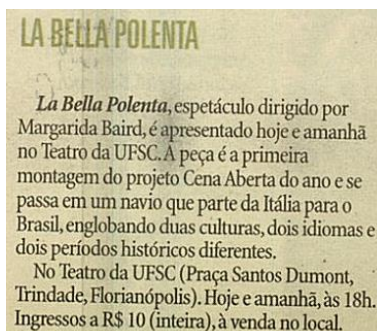 LA BELLA POLENTA
La Bella Polenta, espetáculo dirigido por
Margarida Baird, é apresentado hoje e amanhã
no Teatro da UFSC. A peça é a primeira
montagem do projeto Cena Aberta do ano e se
passa em um navio que parte da Itália para o
Brasil, englobando duas culturas, dois idiomas e
dois períodos históricos diferentes.
No Teatro da UFSC (Praça Santos Dumont,
Trindade, Florianópolis). Hoje e amanhã, às 18h.
Ingressos a R$ 10 (inteira), à venda no local.